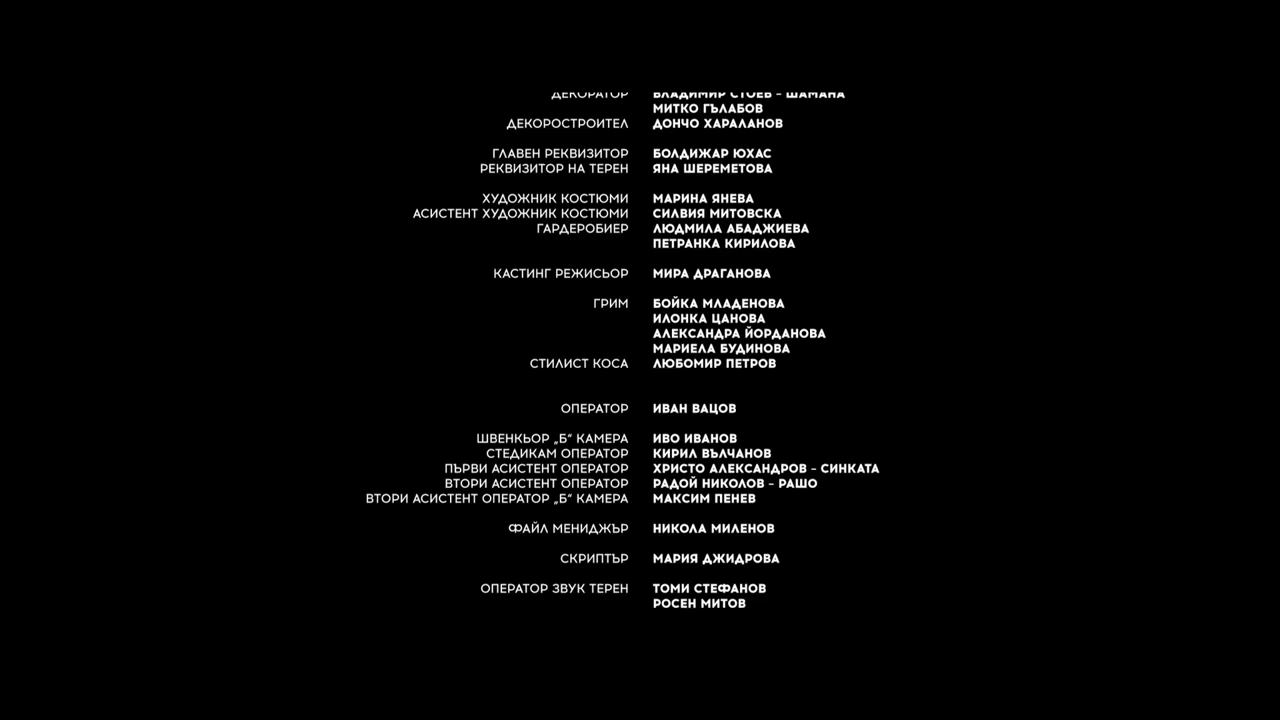 ДЕКОРАТОР ВЛАДИМИР СТОЕВ – ШАМАНА
МИТКО ГЪЛАБОВ
ДЕКОРОСТРОИТЕЛ ДОНЧО ХАРАЛАНОВ
ГЛАВЕН РЕКВИЗИТОР БОЛДИЖАР ЮХАС
РЕКВИЗИТОР НА ТЕРЕН ЯНА ШЕРЕМЕТОВА
ХУДОЖНИК КОСТЮМИ МАРИНА ЯНЕВА
АСИСТЕНТ ХУДОЖНИК КОСТЮМИ СИЛВИЯ МИТОВСКА
ГАРДЕРОБИЕР ЛЮДМИЛА АБАДЖИЕВА
ПЕТРАНКА КИРИЛОВА
КАСТИНГ РЕЖИСЬОР МИРА ДРАГАНОВА
ГРИМ БОЙКА МЛАДЕНОВА
ИЛОНКА ЦАНОВА
АЛЕКСАНДРА ЙОРДАНОВА
МАРИЕЛА БУДИНОВА
СТИЛИСТ КОСА ЛЮБОМИР ПЕТРОВ
ОПЕРАТОР ИВАН ВАЦОВ
ШВЕНКЬОР „Б“ КАМЕРА ИВО ИВАНОВ
СТЕДИКАМ ОПЕРАТОР КИРИЛ ВЪЛЧАНОВ
ПЪРВИ АСИСТЕНТ ОПЕРАТОР ХРИСТО АЛЕКСАНДРОВ – СИНКАТА
ВТОРИ АСИСТЕНТ ОПЕРАТОР РАДОЙ НИКОЛОВ – РАШО
ВТОРИ АСИСТЕНТ ОПЕРАТОР „Б“ КАМЕРА МАКСИМ ПЕНЕВ
ФАЙЛ МЕНИДЖЪР НИКОЛА МИЛЕНОВ
СКРИПТЪР МАРИЯ ДЖИДРОВА
ОПЕРАТОР ЗВУК ТЕРЕН ТОМИ СТЕФАНОВ
РОСЕН МИТОВ